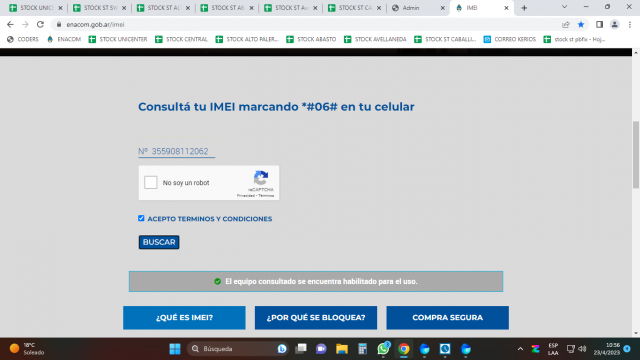 STOCK UNIC
STOCK ST SW
STOCK ST AC
STOCK ST AB
STOCK ST AV
STOCK ST CA
Admin
IMEI
enacom.gob.ar/imei
CODERS
ENACOM
STOCK UNICENTER
STOCK CENTRAL
STOCK ALTO PALER...
STOCK ABASTO
STOCK AVELLANEDA
STOCK ST CABALLI...
CORREO KERIOS
stock st pbfix - Hoj...
Consultá tu IMEI marcando *#06# en tu celular
Nº 355908112062
No soy un robot
reCAPTCHA
Privacidad - Términos
ACEPTO TERMINOS Y CONDICIONES
BUSCAR
El equipo consultado se encuentra habilitado para el uso.
¿QUÉ ES IMEI?
¿POR QUÉ SE BLOQUEA?
COMPRA SEGURA
18°C
Soleado
Búsqueda
ESP
LAA
10:56
23/4/2023